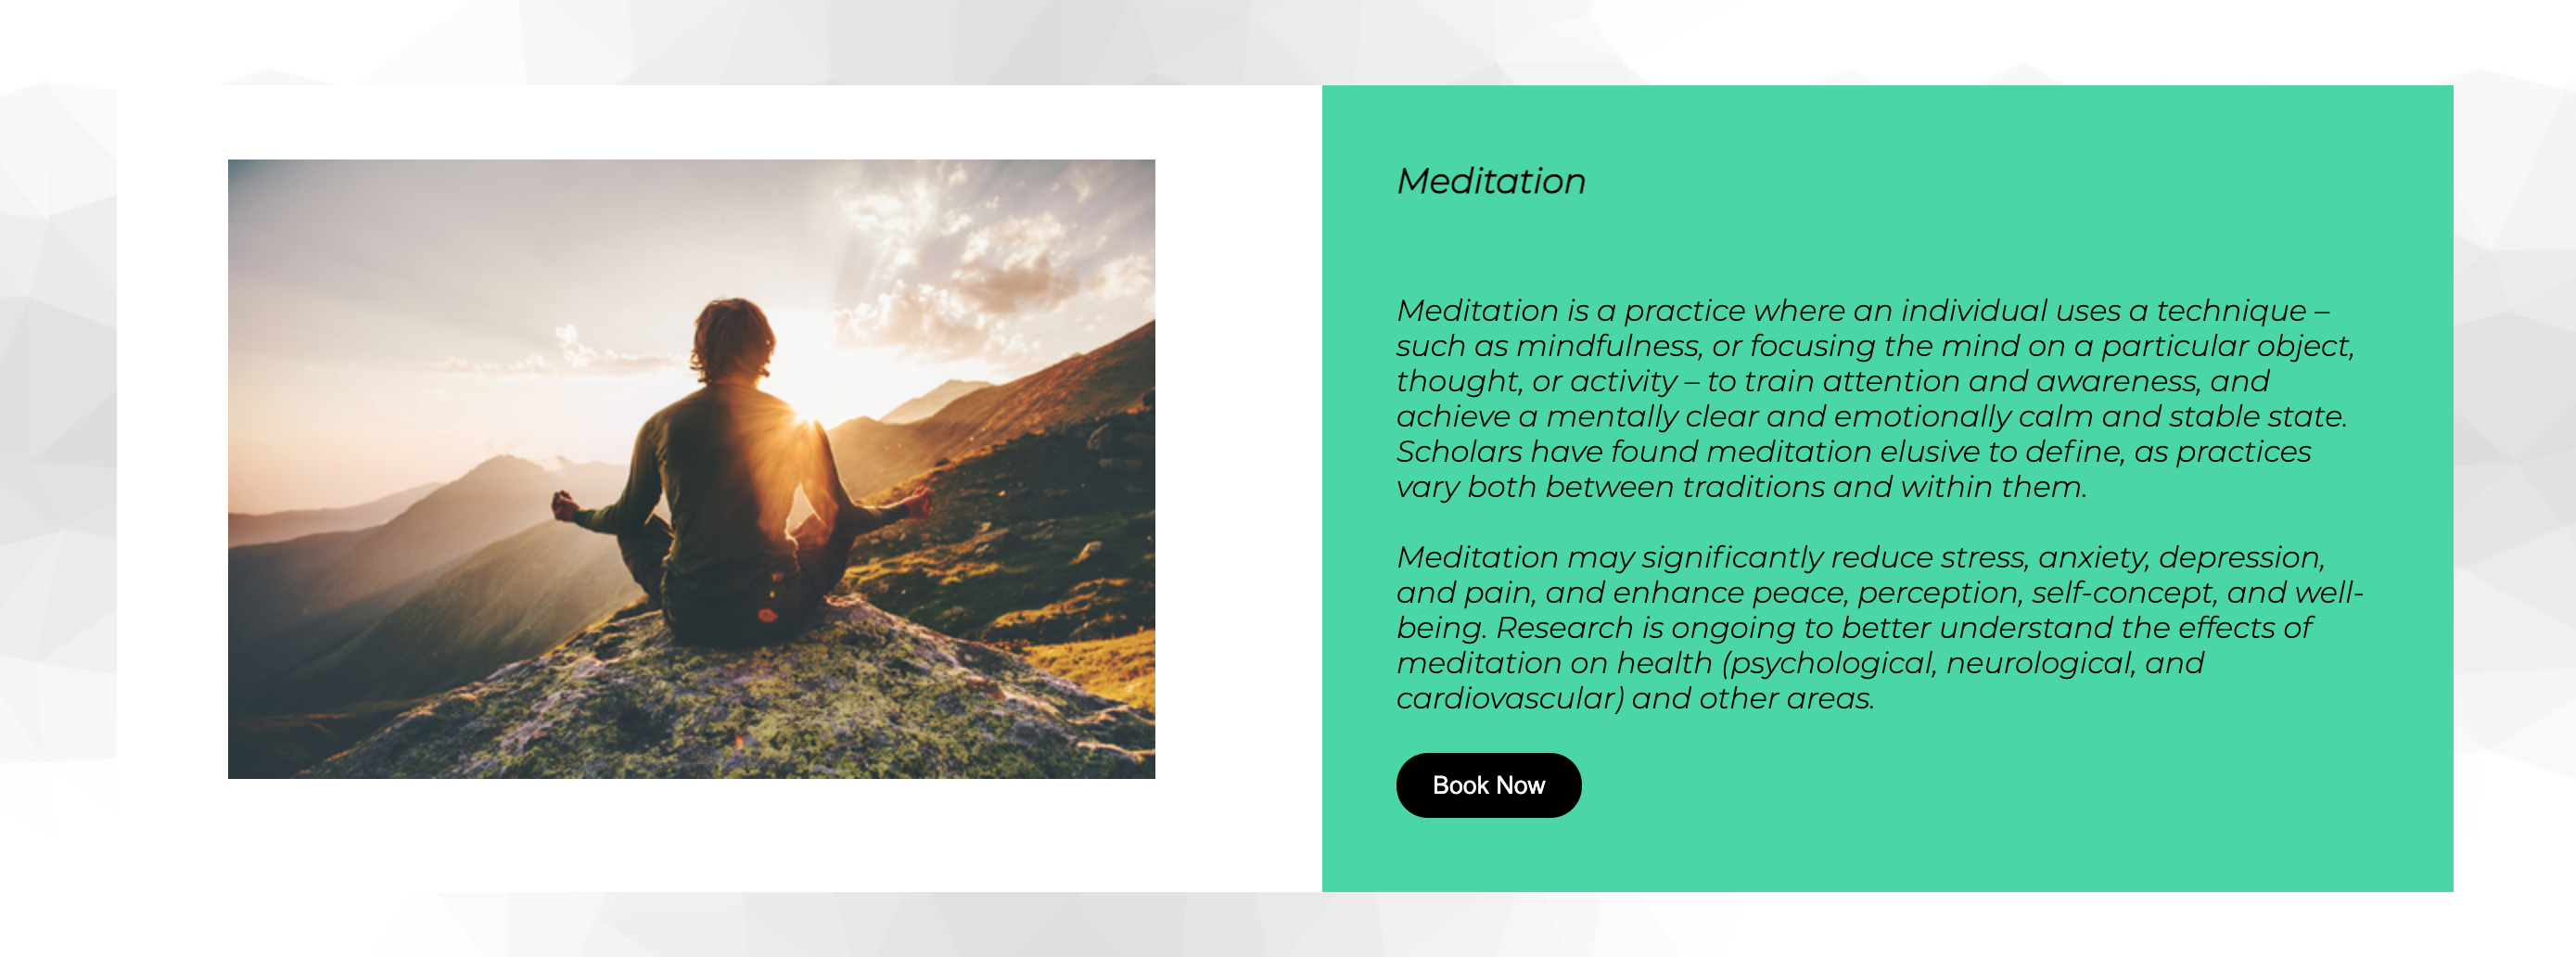 Meditation
Meditation is a practice where an individual uses a technique –
such as mindfulness, or focusing the mind on a particular object,
thought, or activity – to train attention and awareness, and
achieve a mentally clear and emotionally calm and stable state.
Scholars have found meditation elusive to define, as practices
vary both between traditions and within them.
Meditation may significantly reduce stress, anxiety, depression,
and pain, and enhance peace, perception, self-concept, and well-
being. Research is ongoing to better understand the effects of
meditation on health (psychological, neurological, and
cardiovascular) and other areas.
Book Now